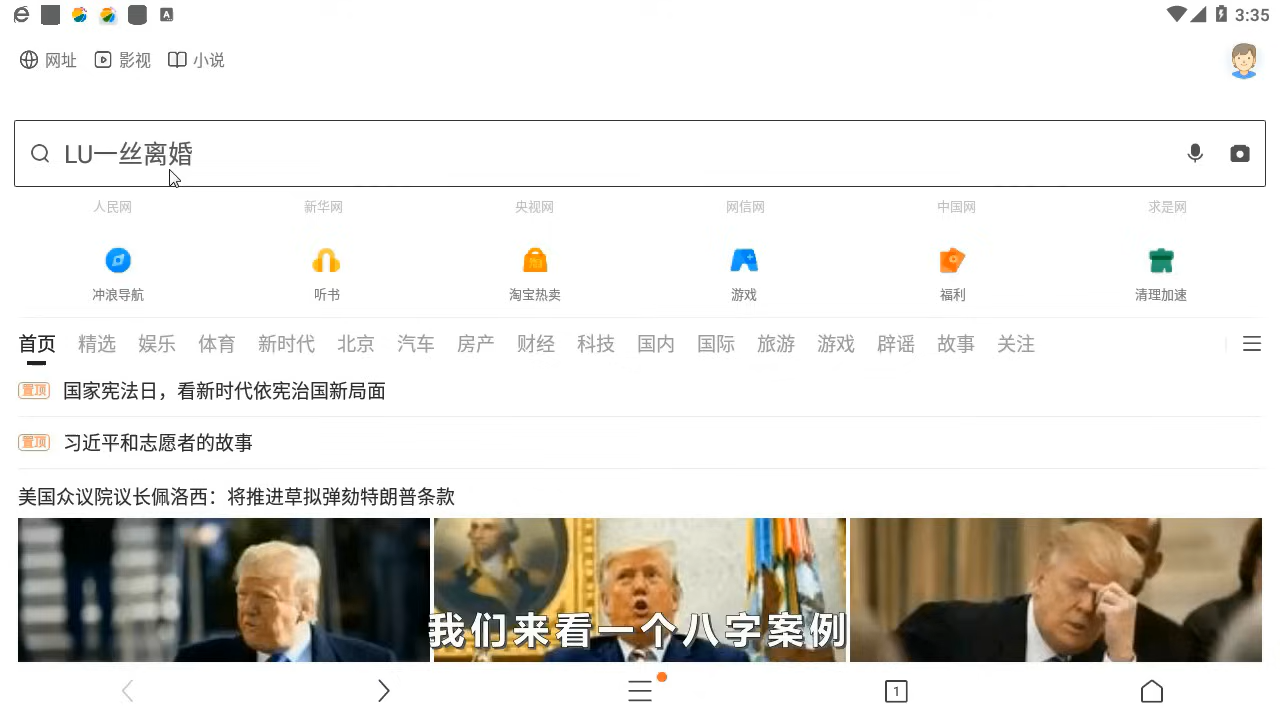 3:35
网址 影视 小说
LU一丝离婚
人民网 新华网 央视网 网信网 中国网 求是网
冲浪导航 听书 淘宝热卖 游戏 福利 清理加速
首页 精选 娱乐 体育 新时代 北京 汽车 房产 财经 科技 国内 国际 旅游 游戏 辟谣 故事 关注
置顶 国家宪法日，看新时代依宪治国新局面
置顶 习近平和志愿者的故事
美国众议院议长佩洛西：将推进草拟弹劾特朗普条款
我们来看一个八字案例
1